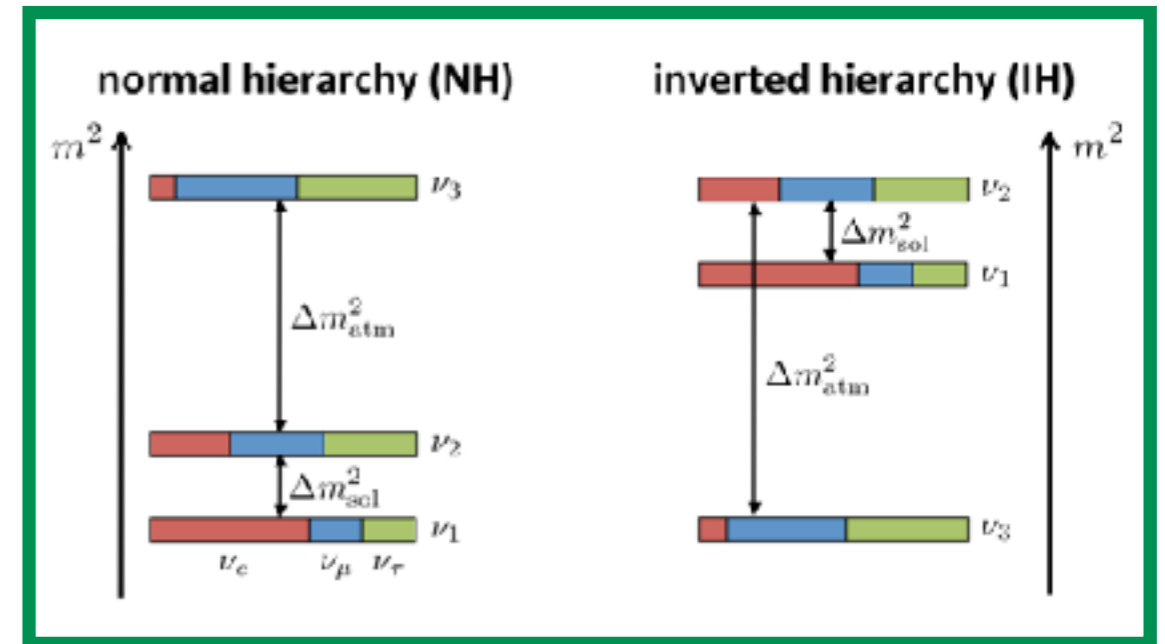 normal hierarchy (NH)
m²
ν₃
Δm²atm
ν₂
Δm²sol
ν₁
νe νμ ντ
inverted hierarchy (IH)
m²
ν₂
Δm²sol
ν₁
Δm²atm
ν₃